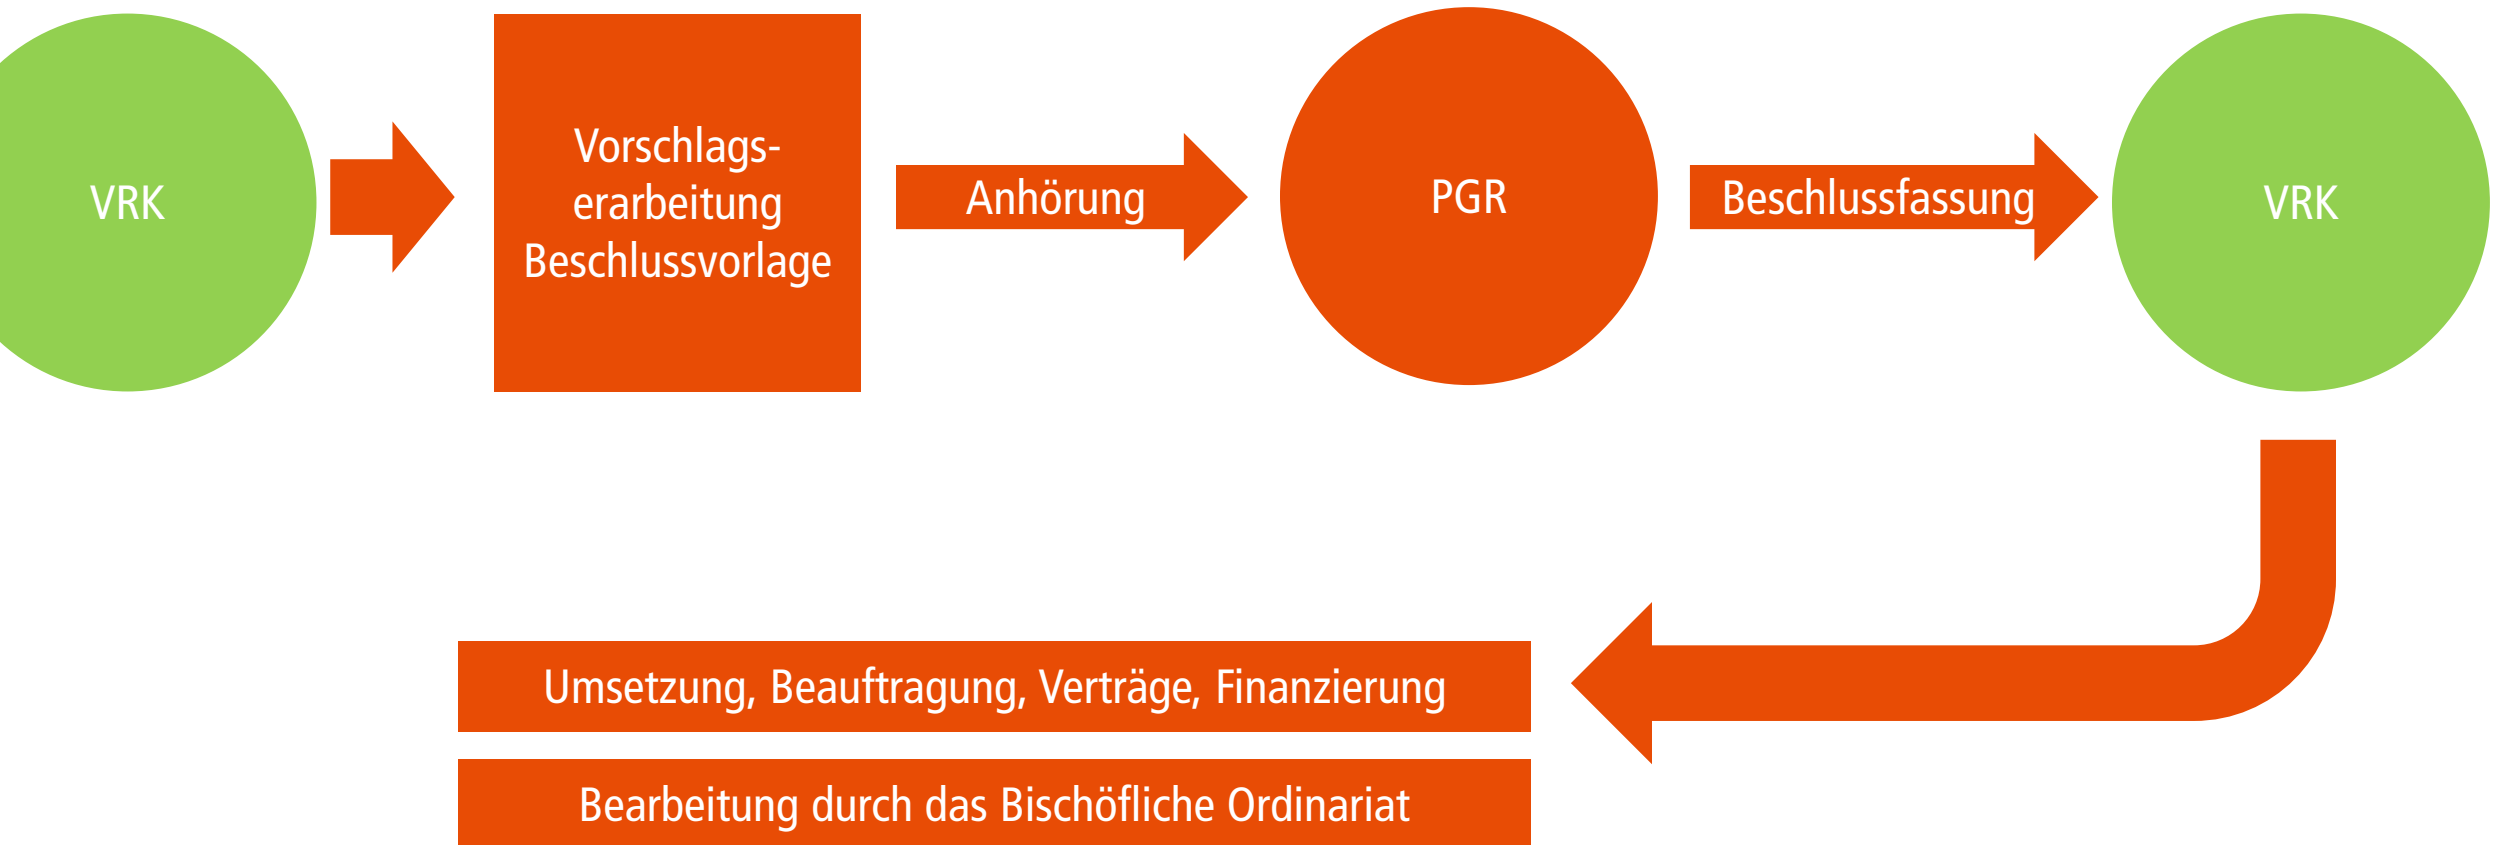 VRK
Vorschlags-
erarbeitung
Beschlussvorlage
Anhörung
PGR
Beschlussfassung
VRK
Umsetzung, Beauftragung, Verträge, Finanzierung
Bearbeitung durch das Bischöfliche Ordinariat